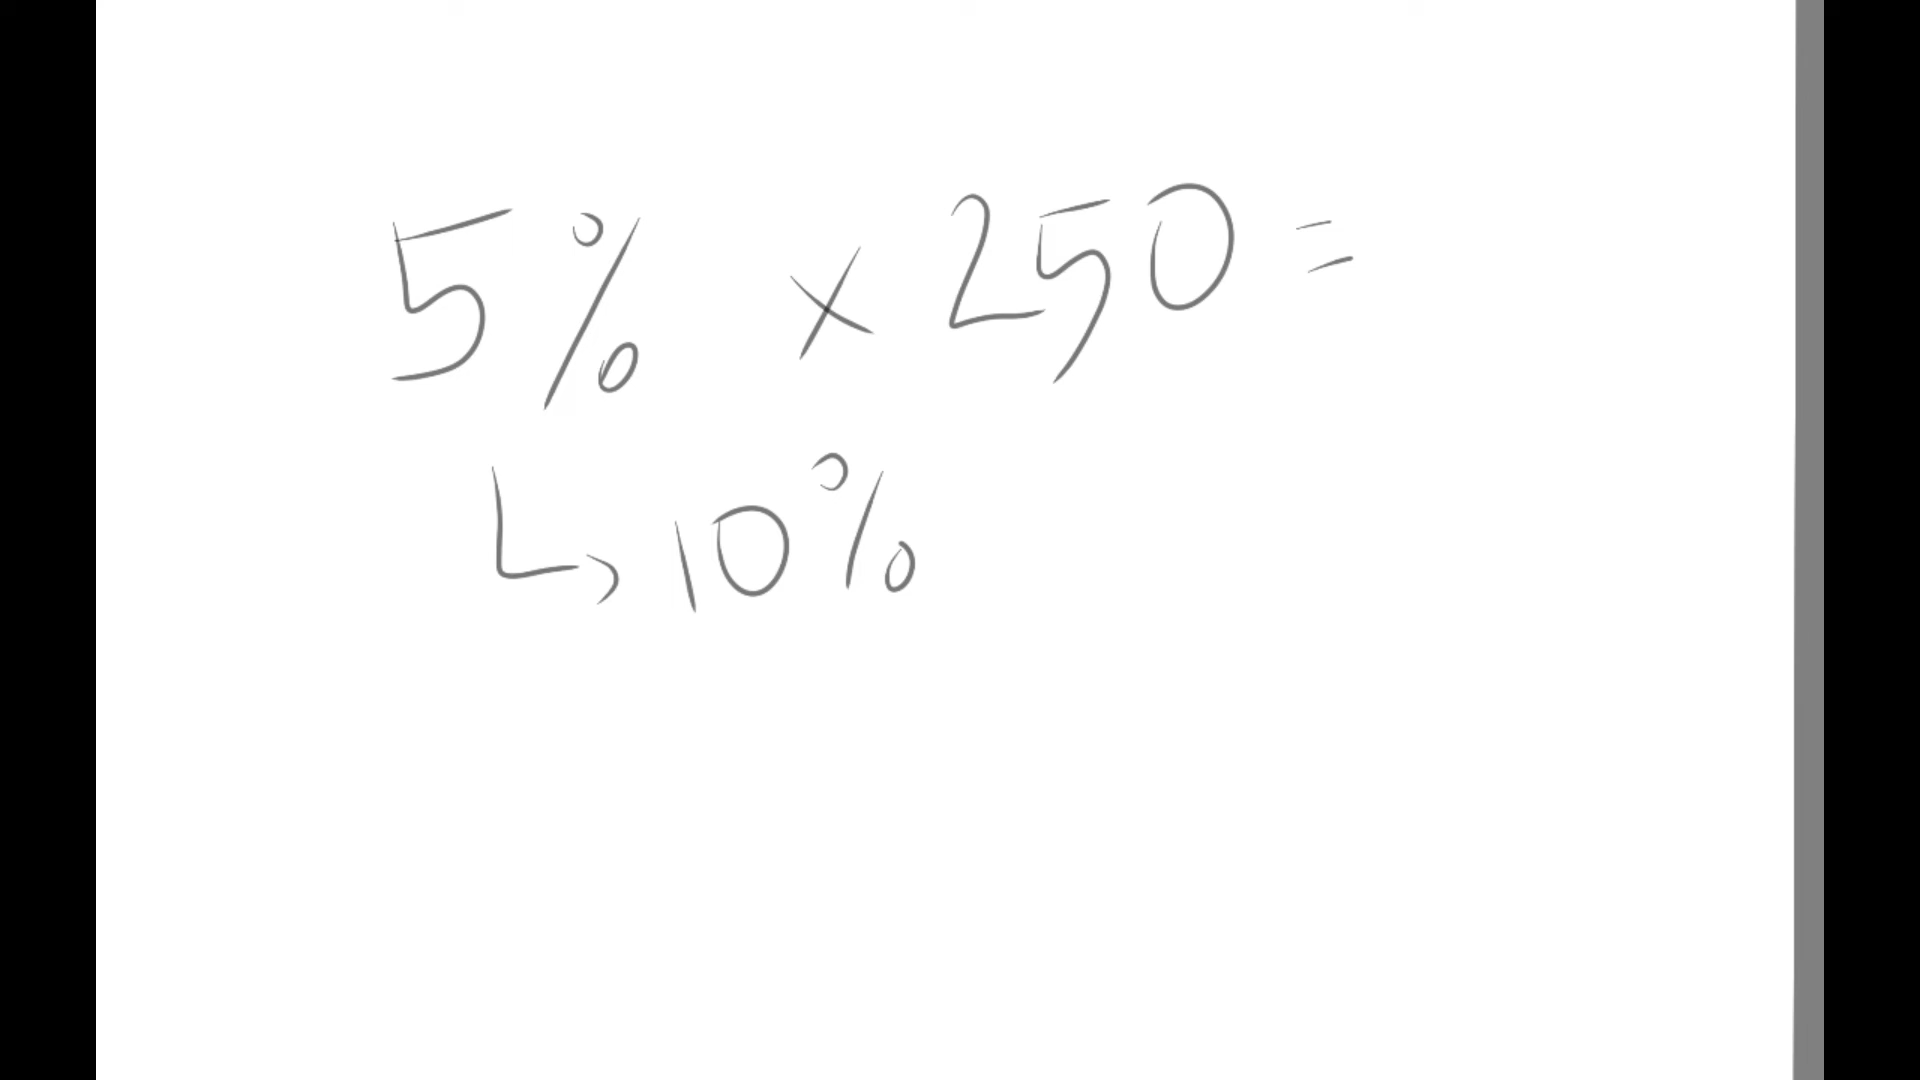 5% × 250 =
↳ 10%